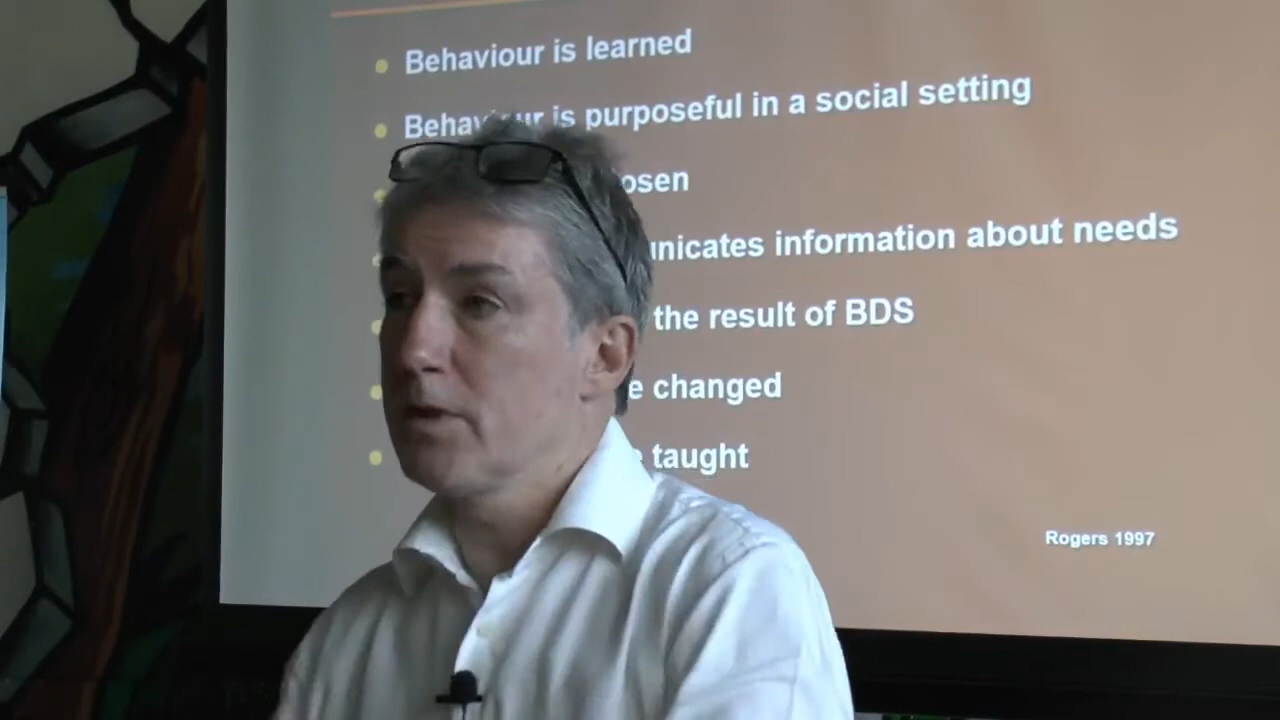 Behaviour is learned
Behaviour is purposeful in a social setting
osen
unicates information about needs
the result of BDS
e changed
taught
Rogers 1997